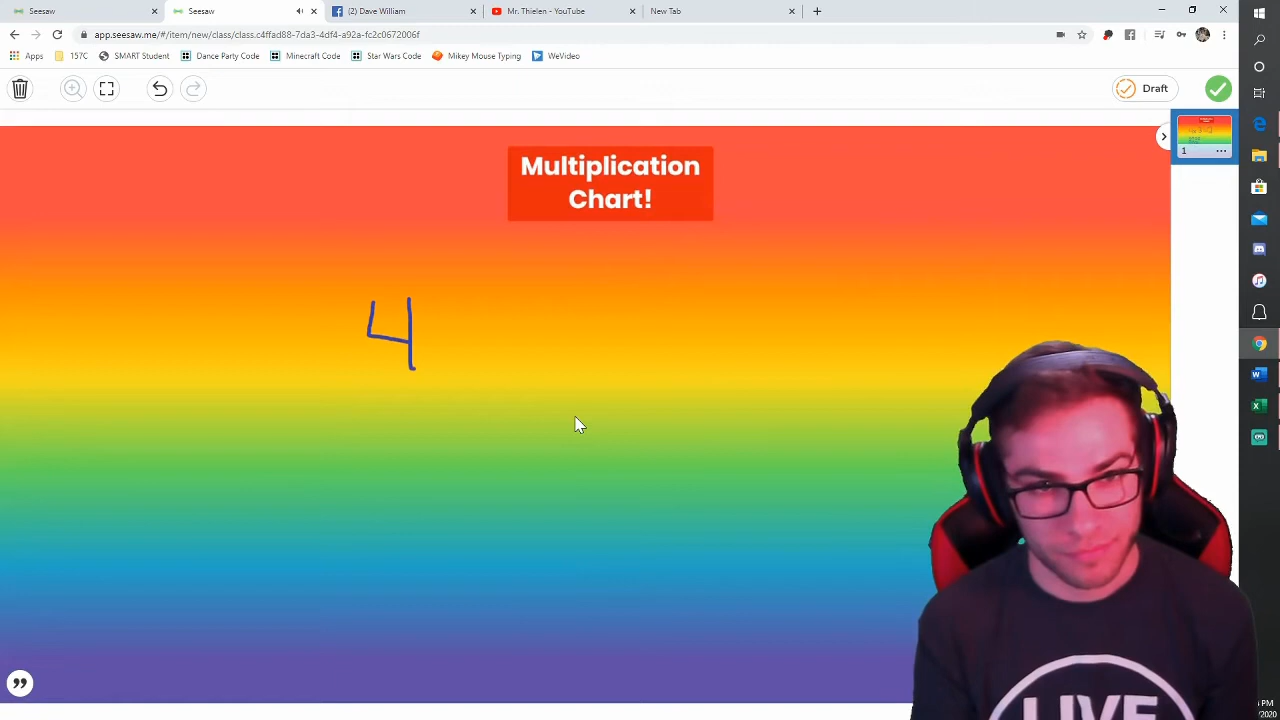 Seesaw
Seesaw
(2) Dave William
Mr. Thielen - YouTube
New Tab
app.seesaw.me/#/item/new/class/class.c4ffad88-7da3-4df4-a92a-fc2c0672006f
Apps
157C
SMART Student
Dance Party Code
Minecraft Code
Star Wars Code
Mikey Mouse Typing
WeVideo
Draft
1
Multiplication
Chart!
4
LIVE
PM
/2020